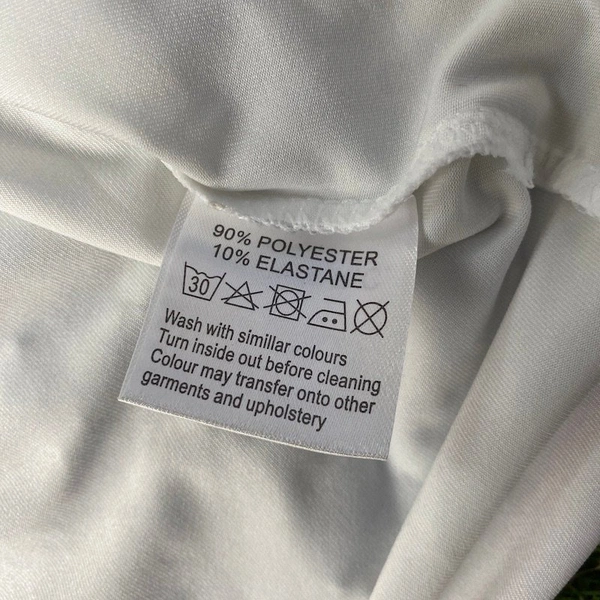 90% POLYESTER
10% ELASTANE
30
Wash with simillar colours
Turn inside out before cleaning
Colour may transfer onto other
garments and upholstery